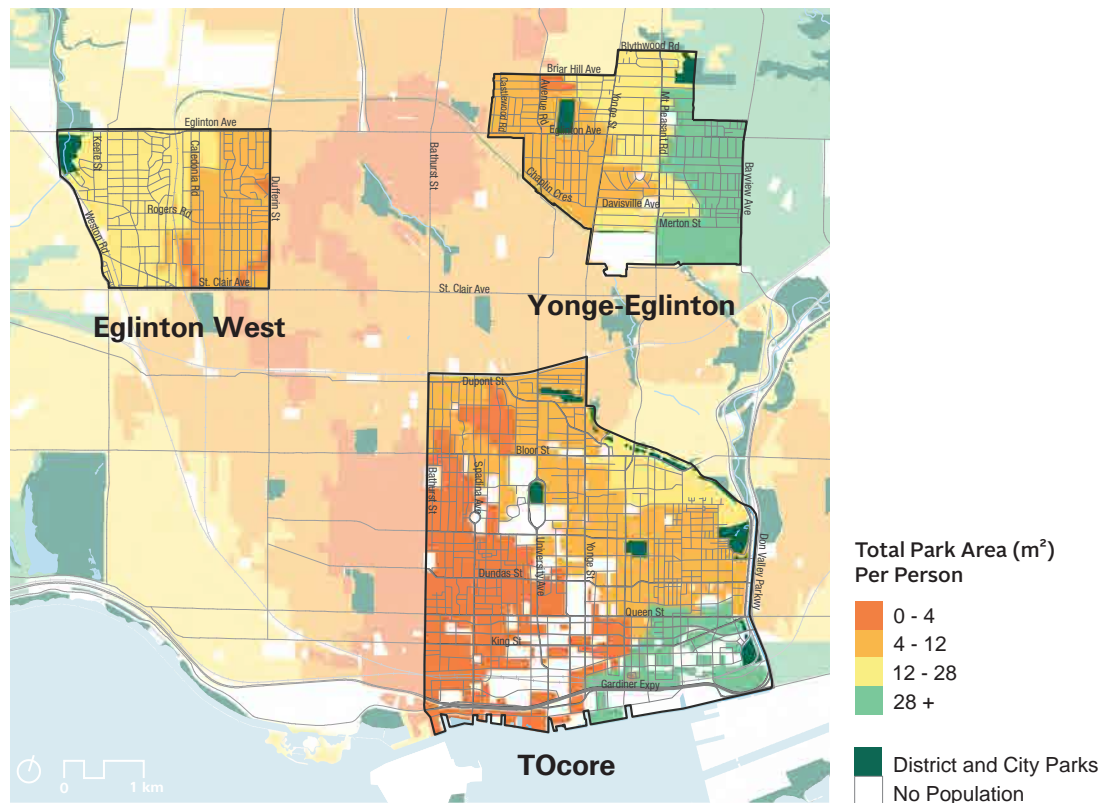 Blythwood Rd
Briar Hill Ave
Castlewood Rd
Avenue Rd
Yonge St
Mt Pleasant Rd
Eglinton Ave
Bayview Ave
Chaplin Cres
Davisville Ave
Merton St
Yonge-Eglinton
Eglinton Ave
Keele St
Caledonia Rd
Dufferin St
Rogers Rd
Weston Rd
St. Clair Ave
Eglinton West
Bathurst St
St. Clair Ave
Dupont St
Bloor St
Bathurst St
Spadina Ave
University Ave
Yonge St
Don Valley Parkwy
Dundas St
Queen St
King St
Gardiner Expy
TOcore
0 1 km
Total Park Area (m²)
Per Person
0 - 4
4 - 12
12 - 28
28 +
District and City Parks
No Population